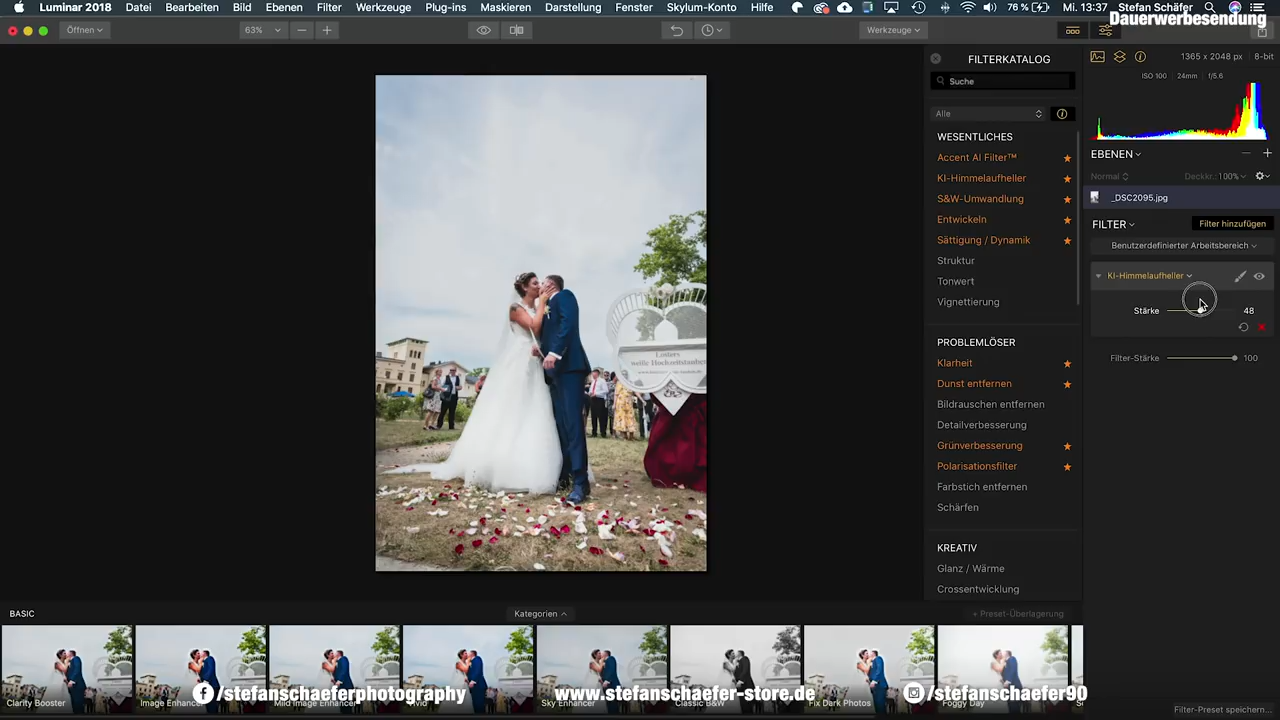 Luminar 2018 Datei Bearbeiten Bild Ebenen Filter Werkzeuge Plug-ins Maskieren Darstellung Fenster Skylum-Konto Hilfe 76 % Di. 13:37 Stefan Schäfer
Dauerwerbesendung
Öffnen 63% Werkzeuge
FILTERKATALOG
Suche
Alle
WESENTLICHES
Accent AI Filter™
KI-Himmelaufheller
S&W-Umwandlung
Entwickeln
Sättigung / Dynamik
Struktur
Tonwert
Vignettierung
PROBLEMLÖSER
Klarheit
Dunst entfernen
Bildrauschen entfernen
Detailverbesserung
Grünverbesserung
Polarisationsfilter
Farbstich entfernen
Schärfen
KREATIV
Glanz / Wärme
Crossentwicklung
1365 x 2048 px 8-bit
ISO 100 24mm f/5.6
EBENEN
Normal Deckkr.: 100%
_DSC2095.jpg
FILTER Filter hinzufügen
Benutzerdefinierter Arbeitsbereich
KI-Himmelaufheller
Stärke 48
Filter-Stärke 100
weiße Hochzeitstauben
BASIC Kategorien + Preset-Überlagerung
Clarity Booster Image Enhancer Mild Image Enhancer Vivid Sky Enhancer Classic B&W Fix Dark Photos Foggy Day
/stefanschaeferphotography www.stefanschaefer-store.de /stefanschaefer90
Filter-Preset speichern...